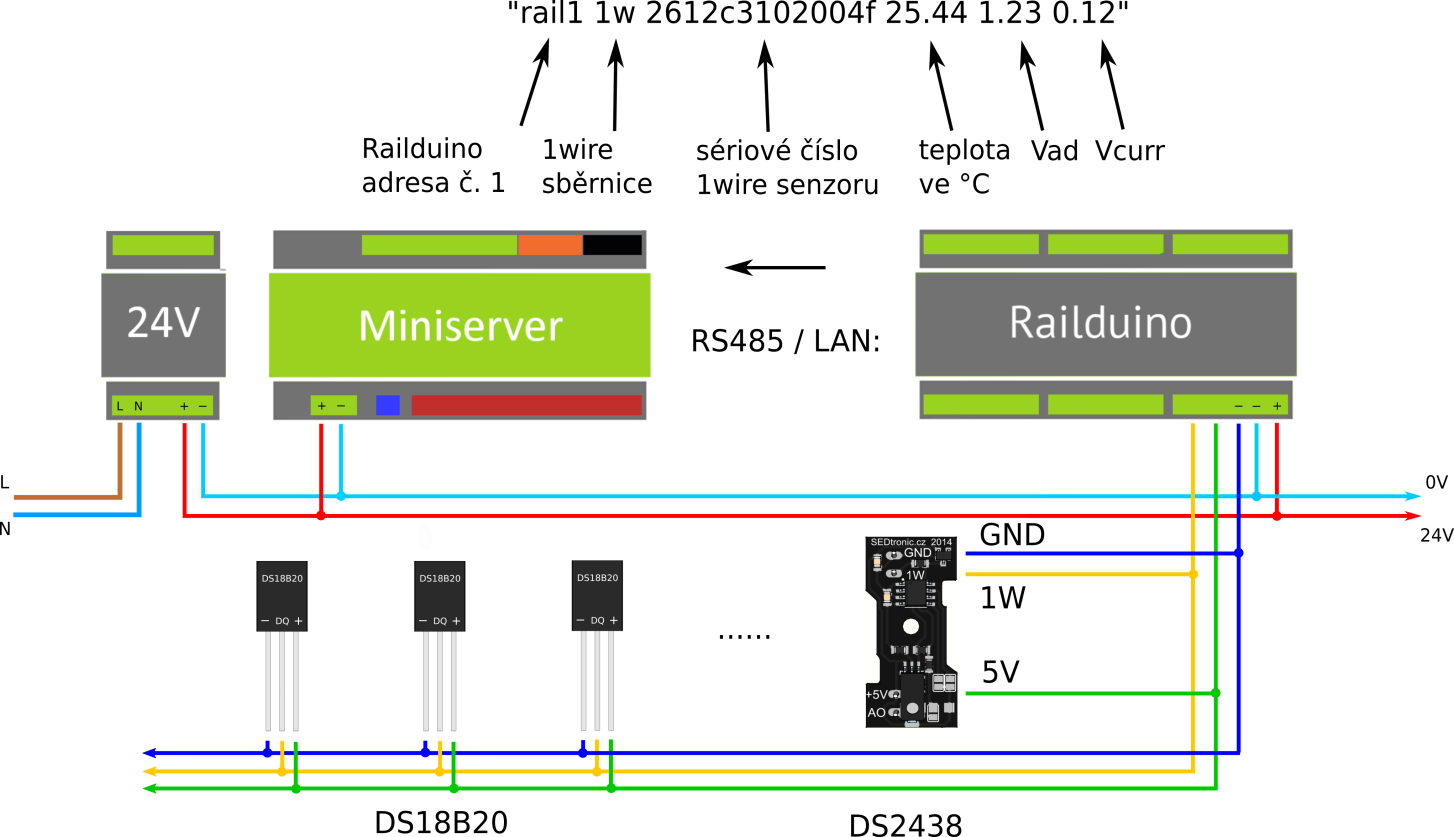 "rail1 1w 2612c3102004f 25.44 1.23 0.12"
Railduino
adresa č. 1
1wire
sběrnice
sériové číslo
1wire senzoru
teplota
ve °C
Vad
Vcurr
24V
L N + −
Miniserver
+ −
RS485 / LAN:
Railduino
− − +
L
N
0V
24V
DS18B20
− DQ +
DS18B20
− DQ +
DS18B20
− DQ +
......
SEDtronic.cz 2014
GND
1W
+5V
AO
GND
1W
5V
DS18B20
DS2438